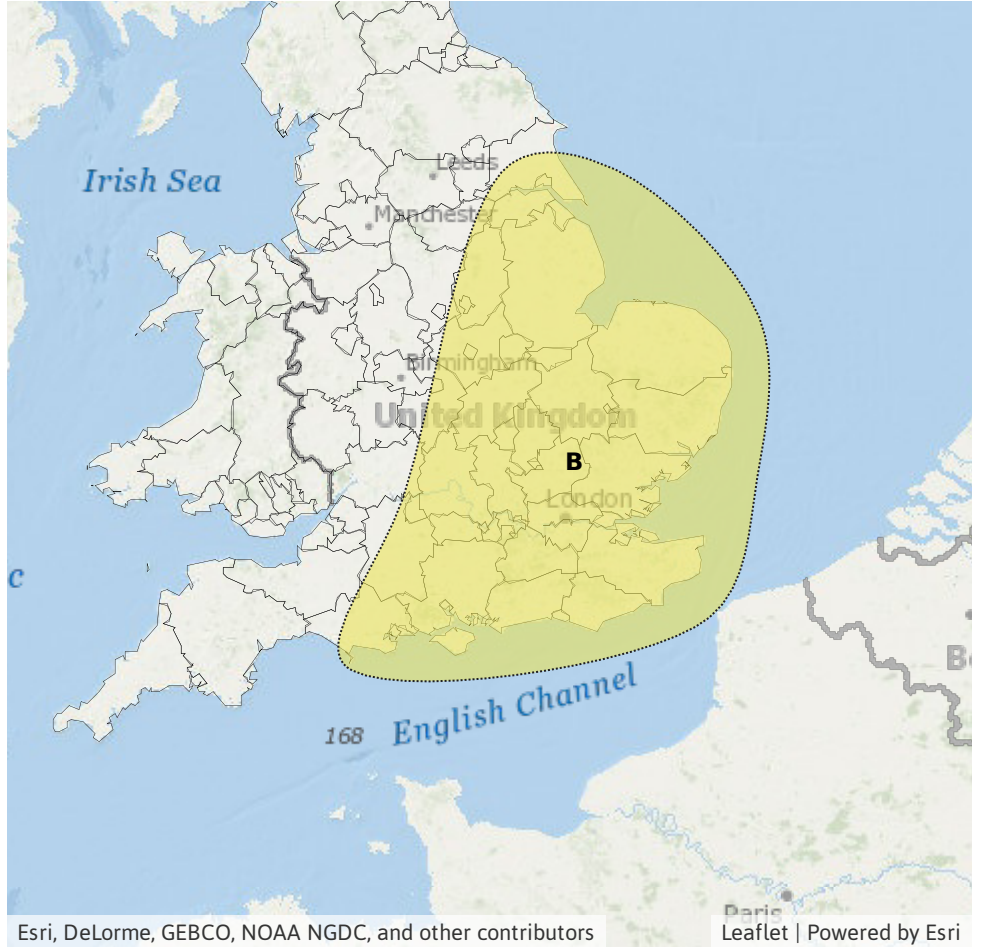 Leeds
Irish Sea
Manchester
Birmingham
United Kingdom
B
London
c
Be
English Channel
168
Paris
Esri, DeLorme, GEBCO, NOAA NGDC, and other contributors
Leaflet | Powered by Esri